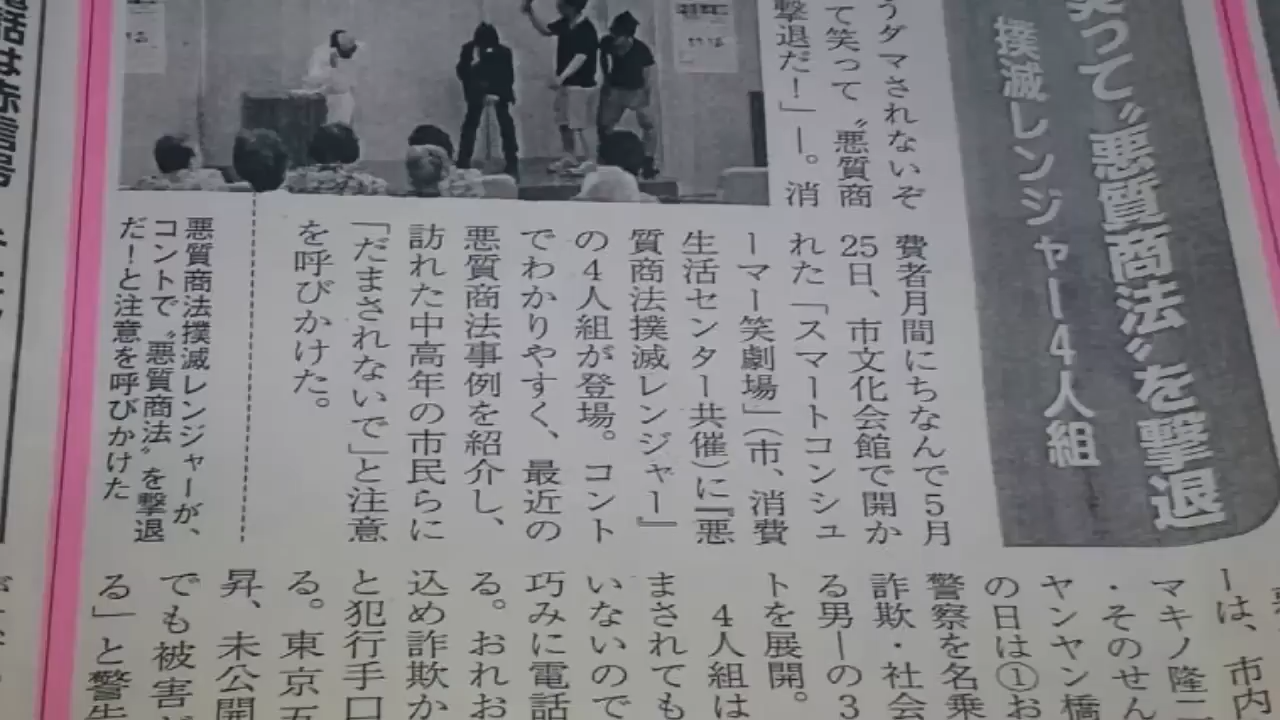 笑って〝悪質商法〟を撃退
撲滅レンジャー4人組
うダマされないぞ
て笑って〝悪質商
撃退だ!」―。消
費者月間にちなんで5月
25日、市文化会館で開か
れた「スマートコンシュ
ーマー笑劇場」(市、消費
生活センター共催)に『悪
質商法撲滅レンジャー』
の4人組が登場。コント
でわかりやすく、最近の
悪質商法事例を紹介し、
訪れた中高年の市民らに
「だまされないで」と注意
を呼びかけた。
悪質商法撲滅レンジャーが、
コントで〝悪質商法〟を撃退
だ!と注意を呼びかけた
ーは、市内
マキノ隆二
・そのせん
ヤンヤン橋
の日は①お
警察を名乗
詐欺・社会
る男―の3
トを展開。
4人組は
まされても
いないので
巧みに電話
る。おれお
込め詐欺か
と犯行手口
る。東京五
昇、未公開
でも被害が
る」と警告
電話は赤信号